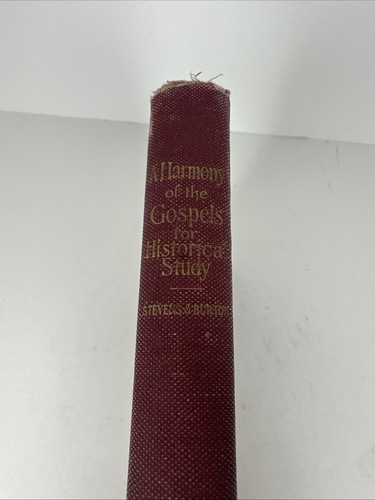 A Harmony
of the
Gospels
for
Historical
Study
STEVENS & BURTON